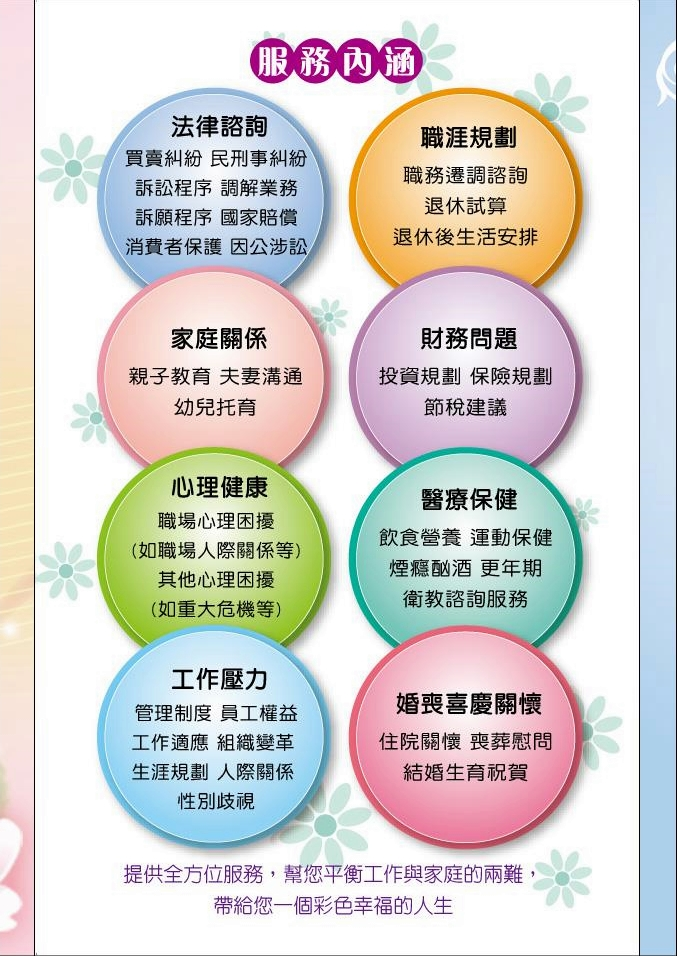 服務內涵
法律諮詢
買賣糾紛 民刑事糾紛
訴訟程序 調解業務
訴願程序 國家賠償
消費者保護 因公涉訟
職涯規劃
職務遷調諮詢
退休試算
退休後生活安排
家庭關係
親子教育 夫妻溝通
幼兒托育
財務問題
投資規劃 保險規劃
節稅建議
心理健康
職場心理困擾
(如職場人際關係等)
其他心理困擾
(如重大危機等)
醫療保健
飲食營養 運動保健
煙癮酗酒 更年期
衛教諮詢服務
工作壓力
管理制度 員工權益
工作適應 組織變革
生涯規劃 人際關係
性別歧視
婚喪喜慶關懷
住院關懷 喪葬慰問
結婚生育祝賀
提供全方位服務，幫您平衡工作與家庭的兩難，
帶給您一個彩色幸福的人生